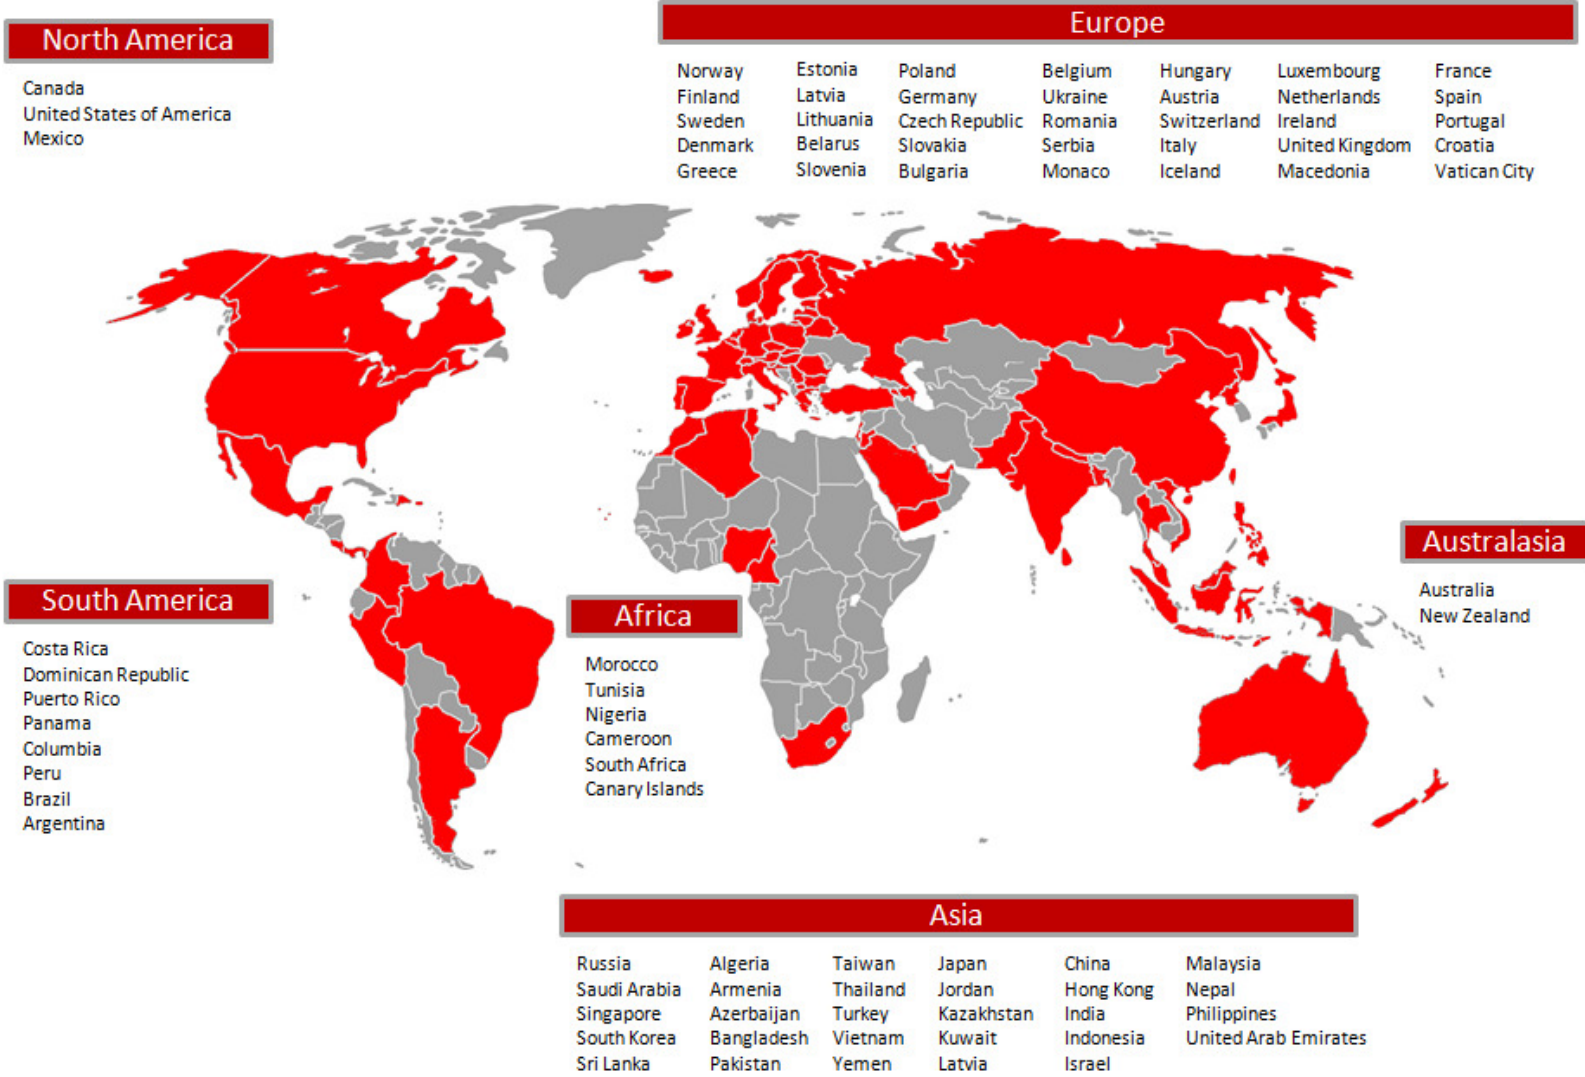 North America
Canada
United States of America
Mexico
Europe
Norway Estonia Poland Belgium Hungary Luxembourg France
Finland Latvia Germany Ukraine Austria Netherlands Spain
Sweden Lithuania Czech Republic Romania Switzerland Ireland Portugal
Denmark Belarus Slovakia Serbia Italy United Kingdom Croatia
Greece Slovenia Bulgaria Monaco Iceland Macedonia Vatican City
South America
Costa Rica
Dominican Republic
Puerto Rico
Panama
Columbia
Peru
Brazil
Argentina
Africa
Morocco
Tunisia
Nigeria
Cameroon
South Africa
Canary Islands
Australasia
Australia
New Zealand
Asia
Russia Algeria Taiwan Japan China Malaysia
Saudi Arabia Armenia Thailand Jordan Hong Kong Nepal
Singapore Azerbaijan Turkey Kazakhstan India Philippines
South Korea Bangladesh Vietnam Kuwait Indonesia United Arab Emirates
Sri Lanka Pakistan Yemen Latvia Israel